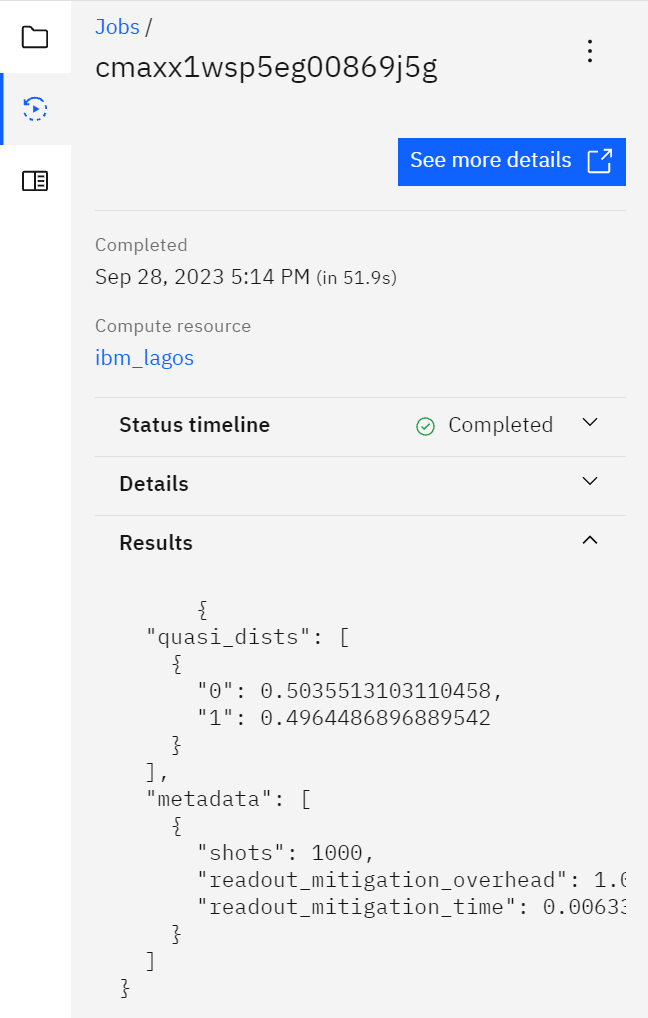 Jobs /
cmaxx1wsp5eg00869j5g
See more details
Completed
Sep 28, 2023 5:14 PM (in 51.9s)
Compute resource
ibm_lagos
Status timeline Completed
Details
Results
{
"quasi_dists": [
{
"0": 0.5035513103110458,
"1": 0.4964486896889542
}
],
"metadata": [
{
"shots": 1000,
"readout_mitigation_overhead": 1.0
"readout_mitigation_time": 0.00633
}
]
}